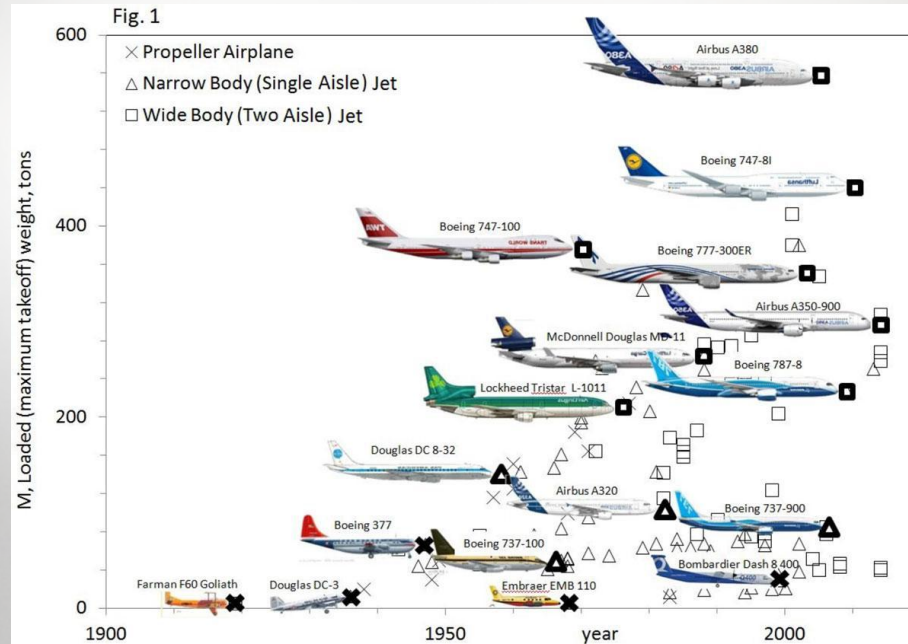 Fig. 1
600
× Propeller Airplane
△ Narrow Body (Single Aisle) Jet
□ Wide Body (Two Aisle) Jet
Airbus A380
Boeing 747-8I
400
Boeing 747-100
Boeing 777-300ER
Airbus A350-900
McDonnell Douglas MD-11
Boeing 787-8
Lockheed Tristar L-1011
200
Douglas DC 8-32
Airbus A320
Boeing 737-900
Boeing 377
Boeing 737-100
Bombardier Dash 8 400
Farman F60 Goliath
Douglas DC-3
Embraer EMB 110
0
1900
1950
year
2000
M, Loaded (maximum takeoff) weight, tons